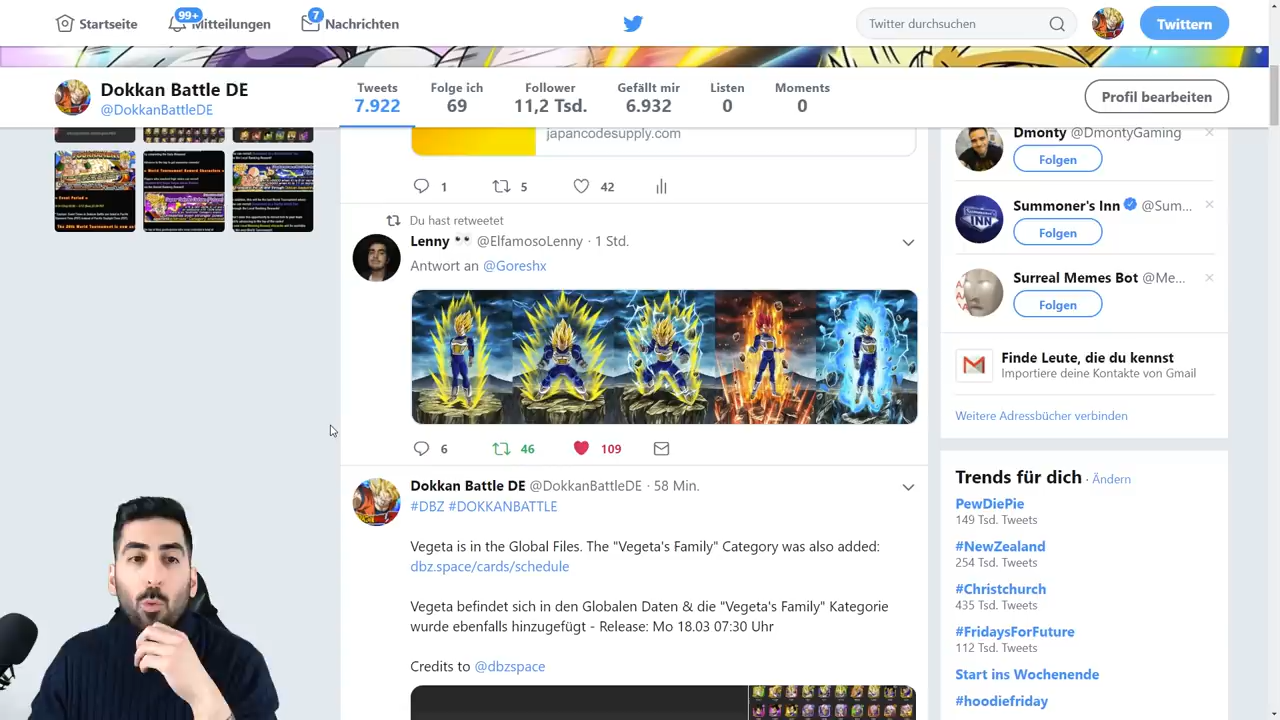 Startseite
99+
Mitteilungen
7
Nachrichten
Twitter durchsuchen
Twittern
Dokkan Battle DE
@DokkanBattleDE
Tweets
7.922
Folge ich
69
Follower
11,2 Tsd.
Gefällt mir
6.932
Listen
0
Moments
0
Profil bearbeiten
japancodesupply.com
5
42
Du hast retweetet
Lenny @ElfamosoLenny · 1 Std.
Antwort an @Goreshx
6
46
109
Dokkan Battle DE @DokkanBattleDE · 58 Min.
#DBZ #DOKKANBATTLE
Vegeta is in the Global Files. The "Vegeta's Family" Category was also added:
dbz.space/cards/schedule
Vegeta befindet sich in den Globalen Daten & die "Vegeta's Family" Kategorie
wurde ebenfalls hinzugefügt - Release: Mo 18.03 07:30 Uhr
Credits to @dbzspace
Dmonty @DmontyGaming
Folgen
Summoner's Inn @Sum...
Folgen
Surreal Memes Bot @Me...
Folgen
Finde Leute, die du kennst
Importiere deine Kontakte von Gmail
Weitere Adressbücher verbinden
Trends für dich · Ändern
PewDiePie
149 Tsd. Tweets
#NewZealand
254 Tsd. Tweets
#Christchurch
435 Tsd. Tweets
#FridaysForFuture
112 Tsd. Tweets
Start ins Wochenende
#hoodiefriday